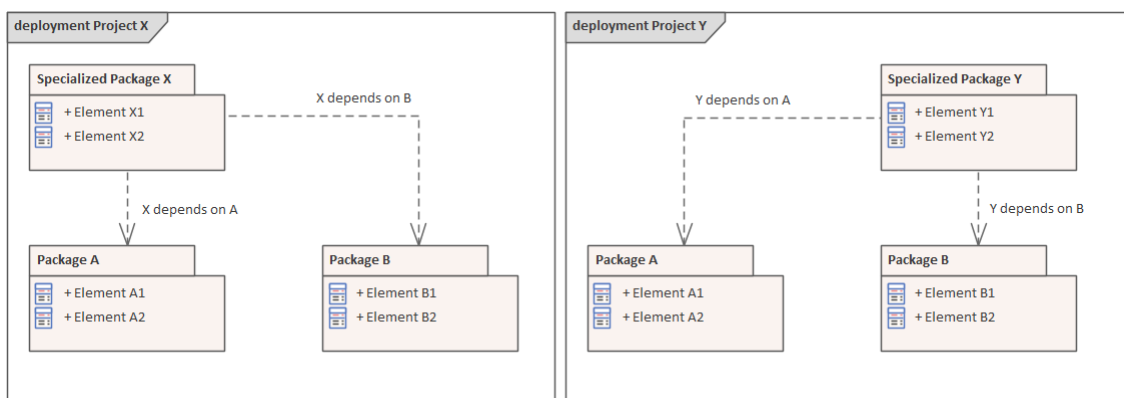 deployment Project X
Specialized Package X
+ Element X1
+ Element X2
X depends on B
X depends on A
Package A
+ Element A1
+ Element A2
Package B
+ Element B1
+ Element B2
deployment Project Y
Specialized Package Y
+ Element Y1
+ Element Y2
Y depends on A
Y depends on B
Package A
+ Element A1
+ Element A2
Package B
+ Element B1
+ Element B2